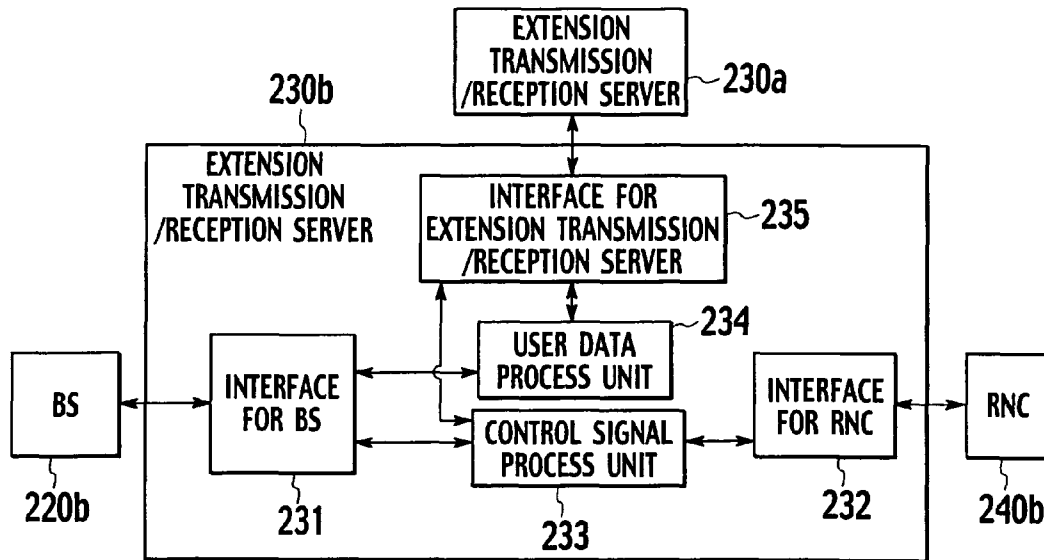 EXTENSION
TRANSMISSION
/RECEPTION SERVER
230a
230b
EXTENSION
TRANSMISSION
/RECEPTION SERVER
INTERFACE FOR
EXTENSION TRANSMISSION
/RECEPTION SERVER
235
234
USER DATA
PROCESS UNIT
BS
INTERFACE
FOR BS
CONTROL SIGNAL
PROCESS UNIT
INTERFACE
FOR RNC
RNC
220b
231
233
232
240b